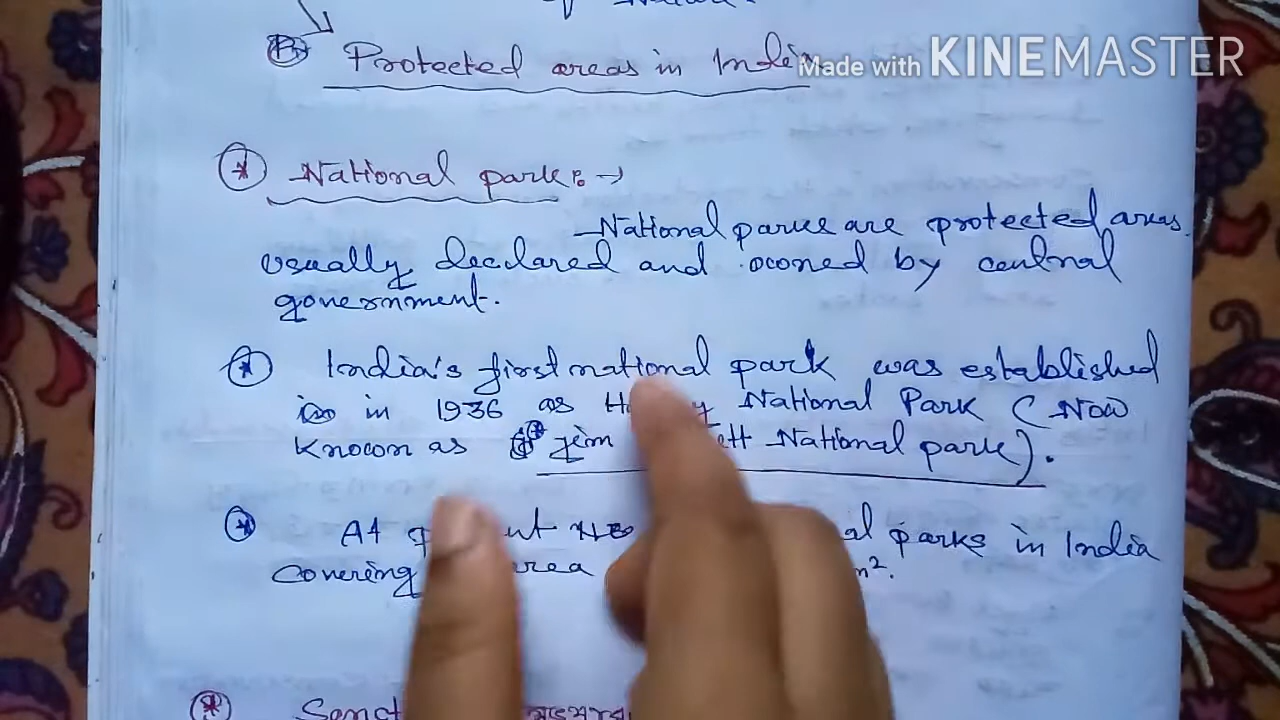 of Nature.
Protected areas in India
Made with KINEMASTER
National park :→
National parks are protected areas
usually declared and owned by central
government.
India's first national park was established
in 1936 as National Park (Now
known as Jim National park).
At parks in India
covering area